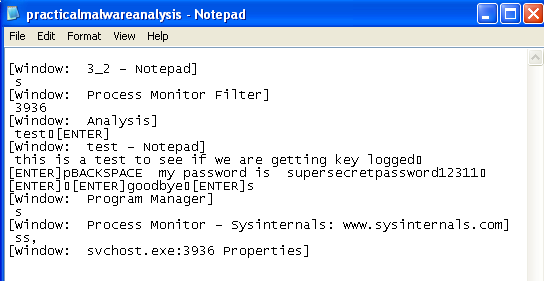 practicalmalwareanalysis - Notepad
File Edit Format View Help
[Window: 3_2 - Notepad]
s
[Window: Process Monitor Filter]
3936
[Window: Analysis]
test▯[ENTER]
[Window: test - Notepad]
this is a test to see if we are getting key logged▯
[ENTER]pBACKSPACE my password is supersecretpassword12311▯
[ENTER]▯[ENTER]goodbye▯[ENTER]s
[Window: Program Manager]
s
[Window: Process Monitor - Sysinternals: www.sysinternals.com]
ss,
[Window: svchost.exe:3936 Properties]